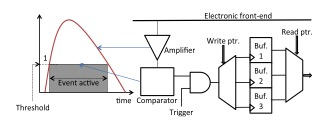 Electronic front-end
Read ptr.
Write ptr.
Amplifier
1
Event active
Threshold
time
Comparator
Trigger
Buf.
1
Buf.
2
Buf.
3